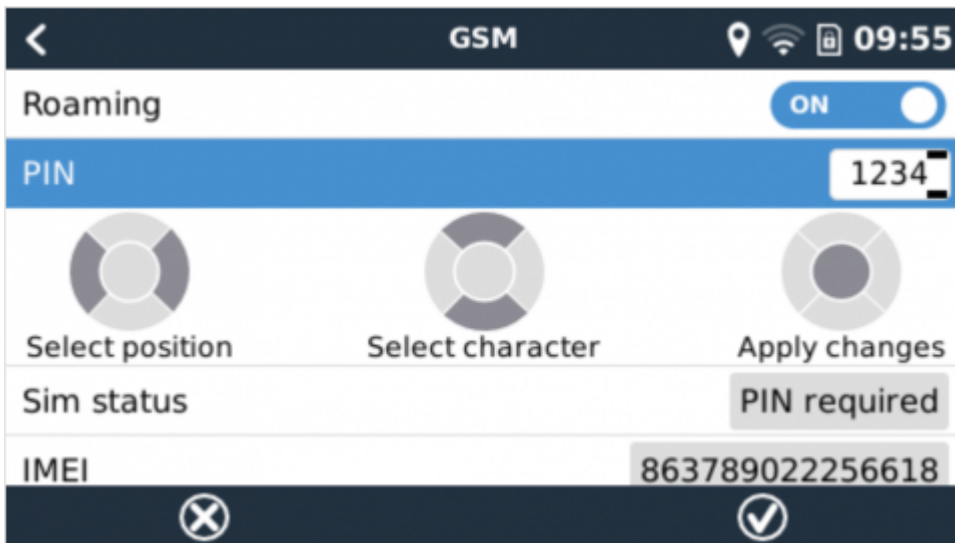 GSM 09:55
Roaming ON
PIN 1234
Select position Select character Apply changes
Sim status PIN required
IMEI 863789022256618